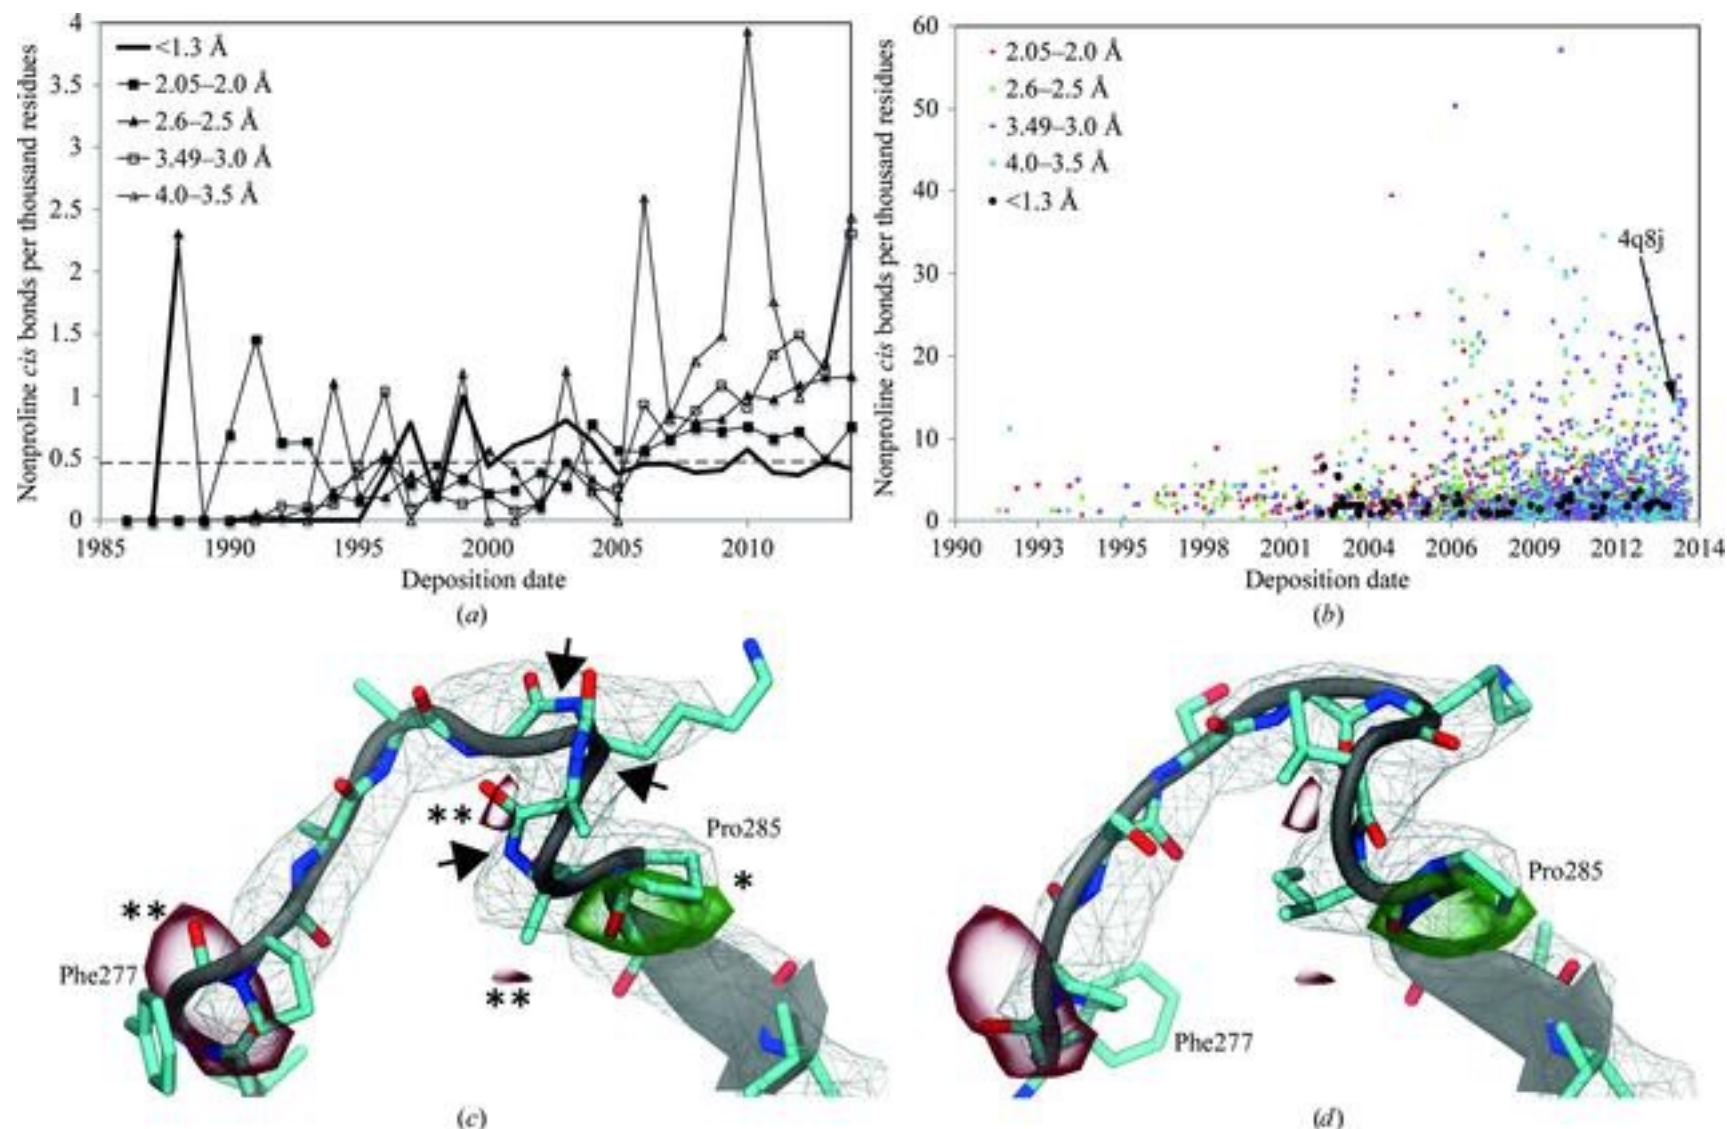 Nonproline cis bonds per thousand residues
4
3.5
3
2.5
2
1.5
1
0.5
0
<1.3 Å
2.05–2.0 Å
2.6–2.5 Å
3.49–3.0 Å
4.0–3.5 Å
1985 1990 1995 2000 2005 2010
Deposition date
(a)
Nonproline cis bonds per thousand residues
60
50
40
30
20
10
0
2.05–2.0 Å
2.6–2.5 Å
3.49–3.0 Å
4.0–3.5 Å
<1.3 Å
4q8j
1990 1993 1995 1998 2001 2004 2006 2009 2012 2014
Deposition date
(b)
**
Pro285
*
**
Phe277
**
(c)
Pro285
Phe277
(d)